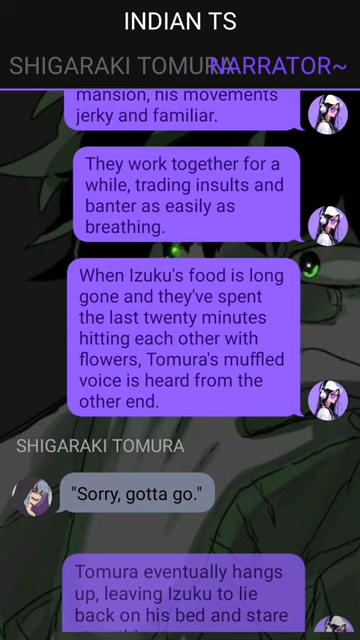 INDIAN TS
SHIGARAKI TOMURA
NARRATOR~
mansion, his movements
jerky and familiar.
They work together for a
while, trading insults and
banter as easily as
breathing.
When Izuku's food is long
gone and they've spent
the last twenty minutes
hitting each other with
flowers, Tomura's muffled
voice is heard from the
other end.
SHIGARAKI TOMURA
"Sorry, gotta go."
Tomura eventually hangs
up, leaving Izuku to lie
back on his bed and stare